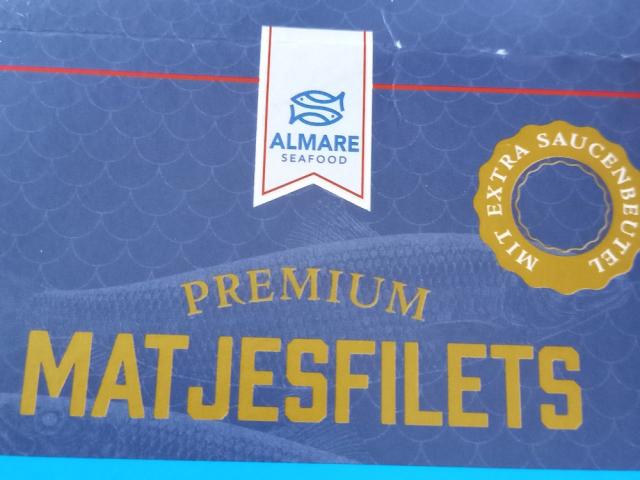 ALMARE
SEAFOOD
MIT EXTRA SAUCENBEUTEL
PREMIUM
MATJESFILETS